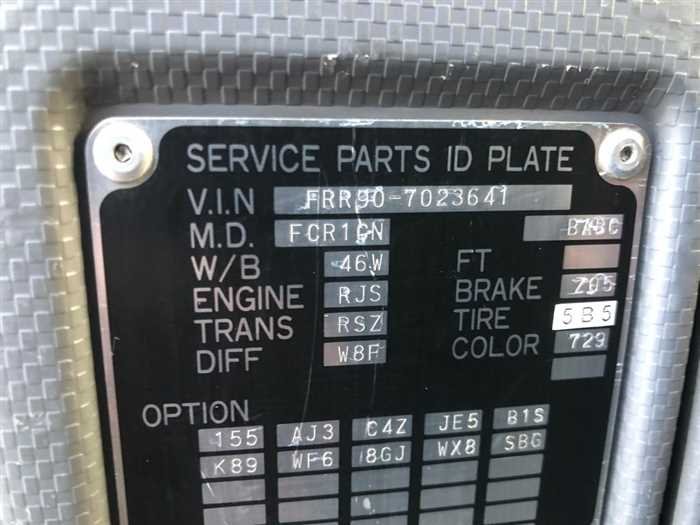 SERVICE PARTS ID PLATE
V.I.N FRR90-7023641
M.D. FCR1CN
W/B 46W FT
ENGINE RJS BRAKE Z05
TRANS RSZ TIRE 5B5
DIFF W8F COLOR 729
OPTION
155 AJ3 C4Z JE5 B1S
K89 WF6 8GJ WX8 SBG